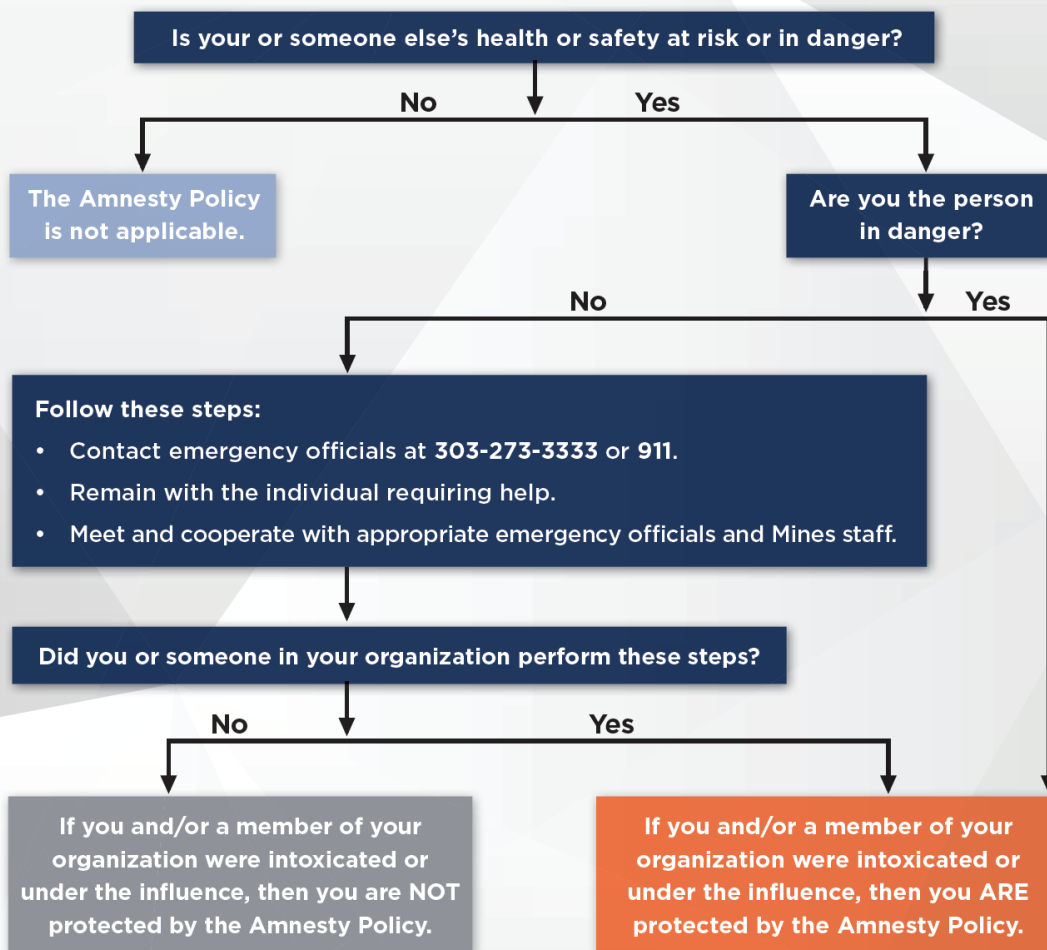 Is your or someone else's health or safety at risk or in danger?
No
Yes
The Amnesty Policy
is not applicable.
Are you the person
in danger?
No
Yes
Follow these steps:
• Contact emergency officials at 303-273-3333 or 911.
• Remain with the individual requiring help.
• Meet and cooperate with appropriate emergency officials and Mines staff.
Did you or someone in your organization perform these steps?
No
Yes
If you and/or a member of your
organization were intoxicated or
under the influence, then you are NOT
protected by the Amnesty Policy.
If you and/or a member of your
organization were intoxicated or
under the influence, then you ARE
protected by the Amnesty Policy.